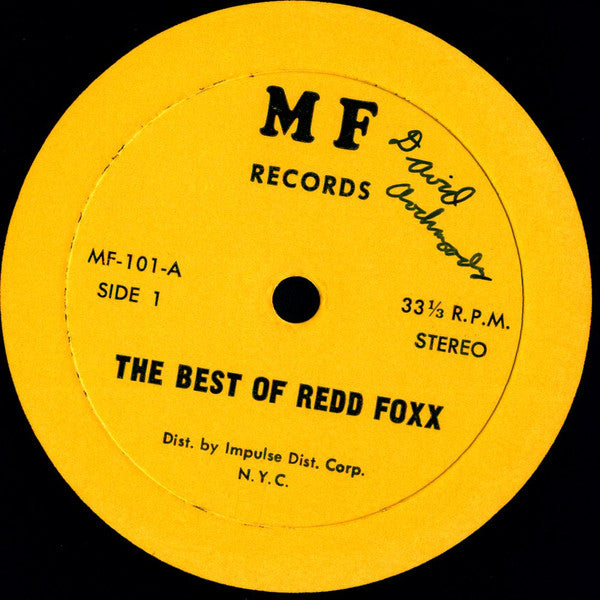 M F
RECORDS
David
MF-101-A
SIDE 1
33⅓ R.P.M.
STEREO
THE BEST OF REDD FOXX
Dist. by Impulse Dist. Corp.
N.Y.C.